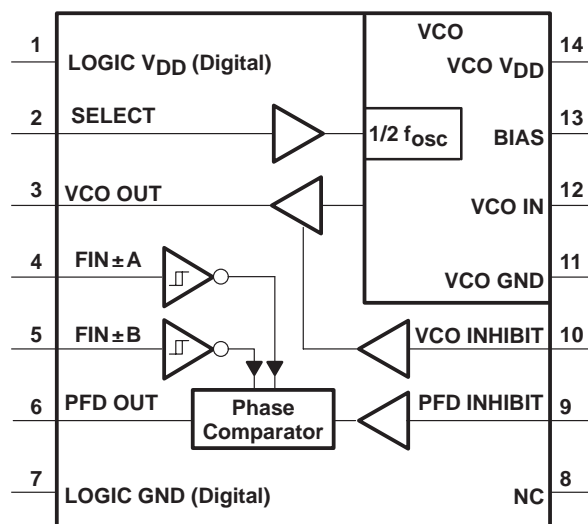 VCO
1 LOGIC VDD (Digital) VCO VDD 14
2 SELECT 1/2 fosc BIAS 13
3 VCO OUT VCO IN 12
4 FIN±A VCO GND 11
5 FIN±B VCO INHIBIT 10
6 PFD OUT Phase Comparator PFD INHIBIT 9
7 LOGIC GND (Digital) NC 8